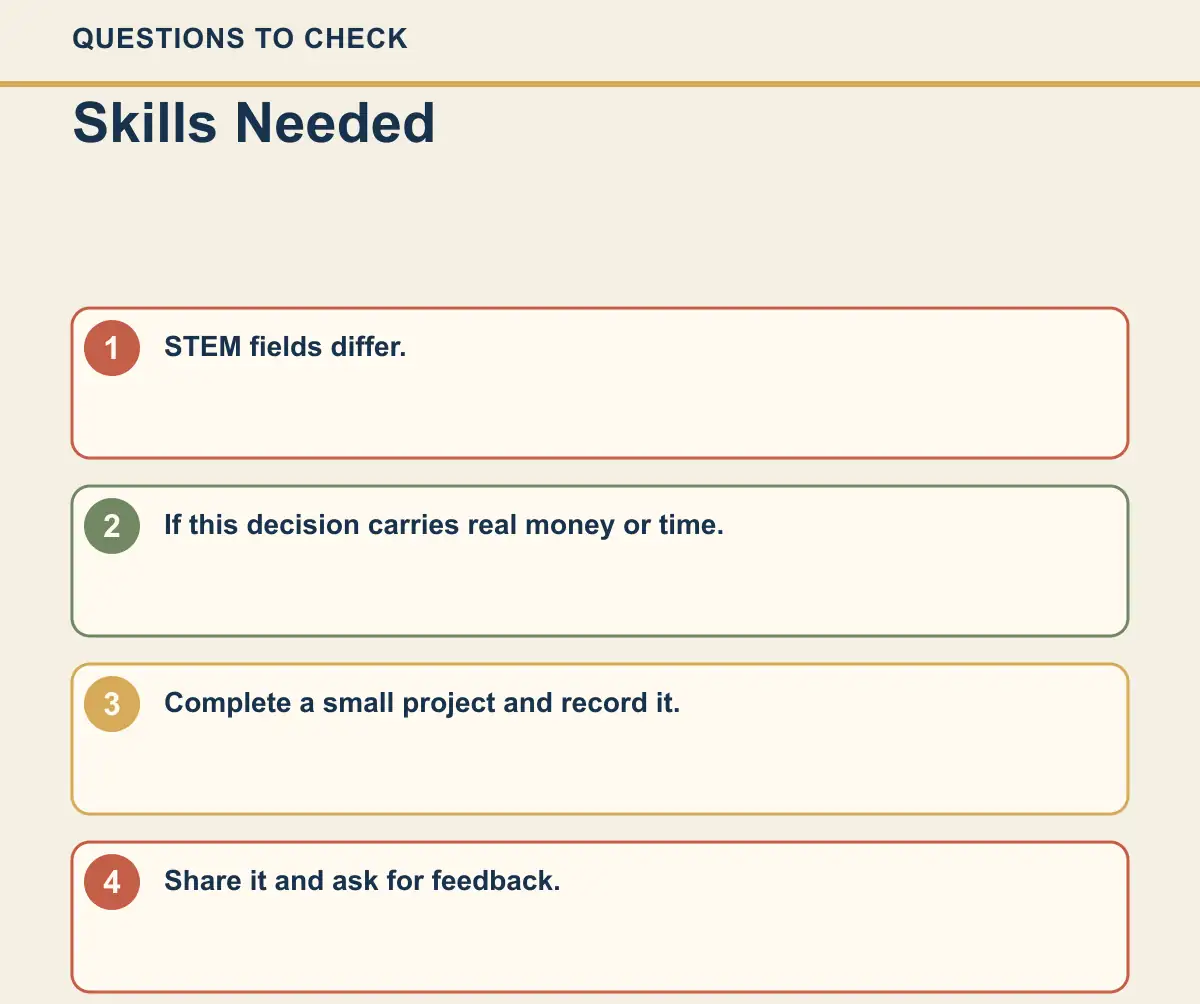 QUESTIONS TO CHECK
Skills Needed
1 STEM fields differ.
2 If this decision carries real money or time.
3 Complete a small project and record it.
4 Share it and ask for feedback.